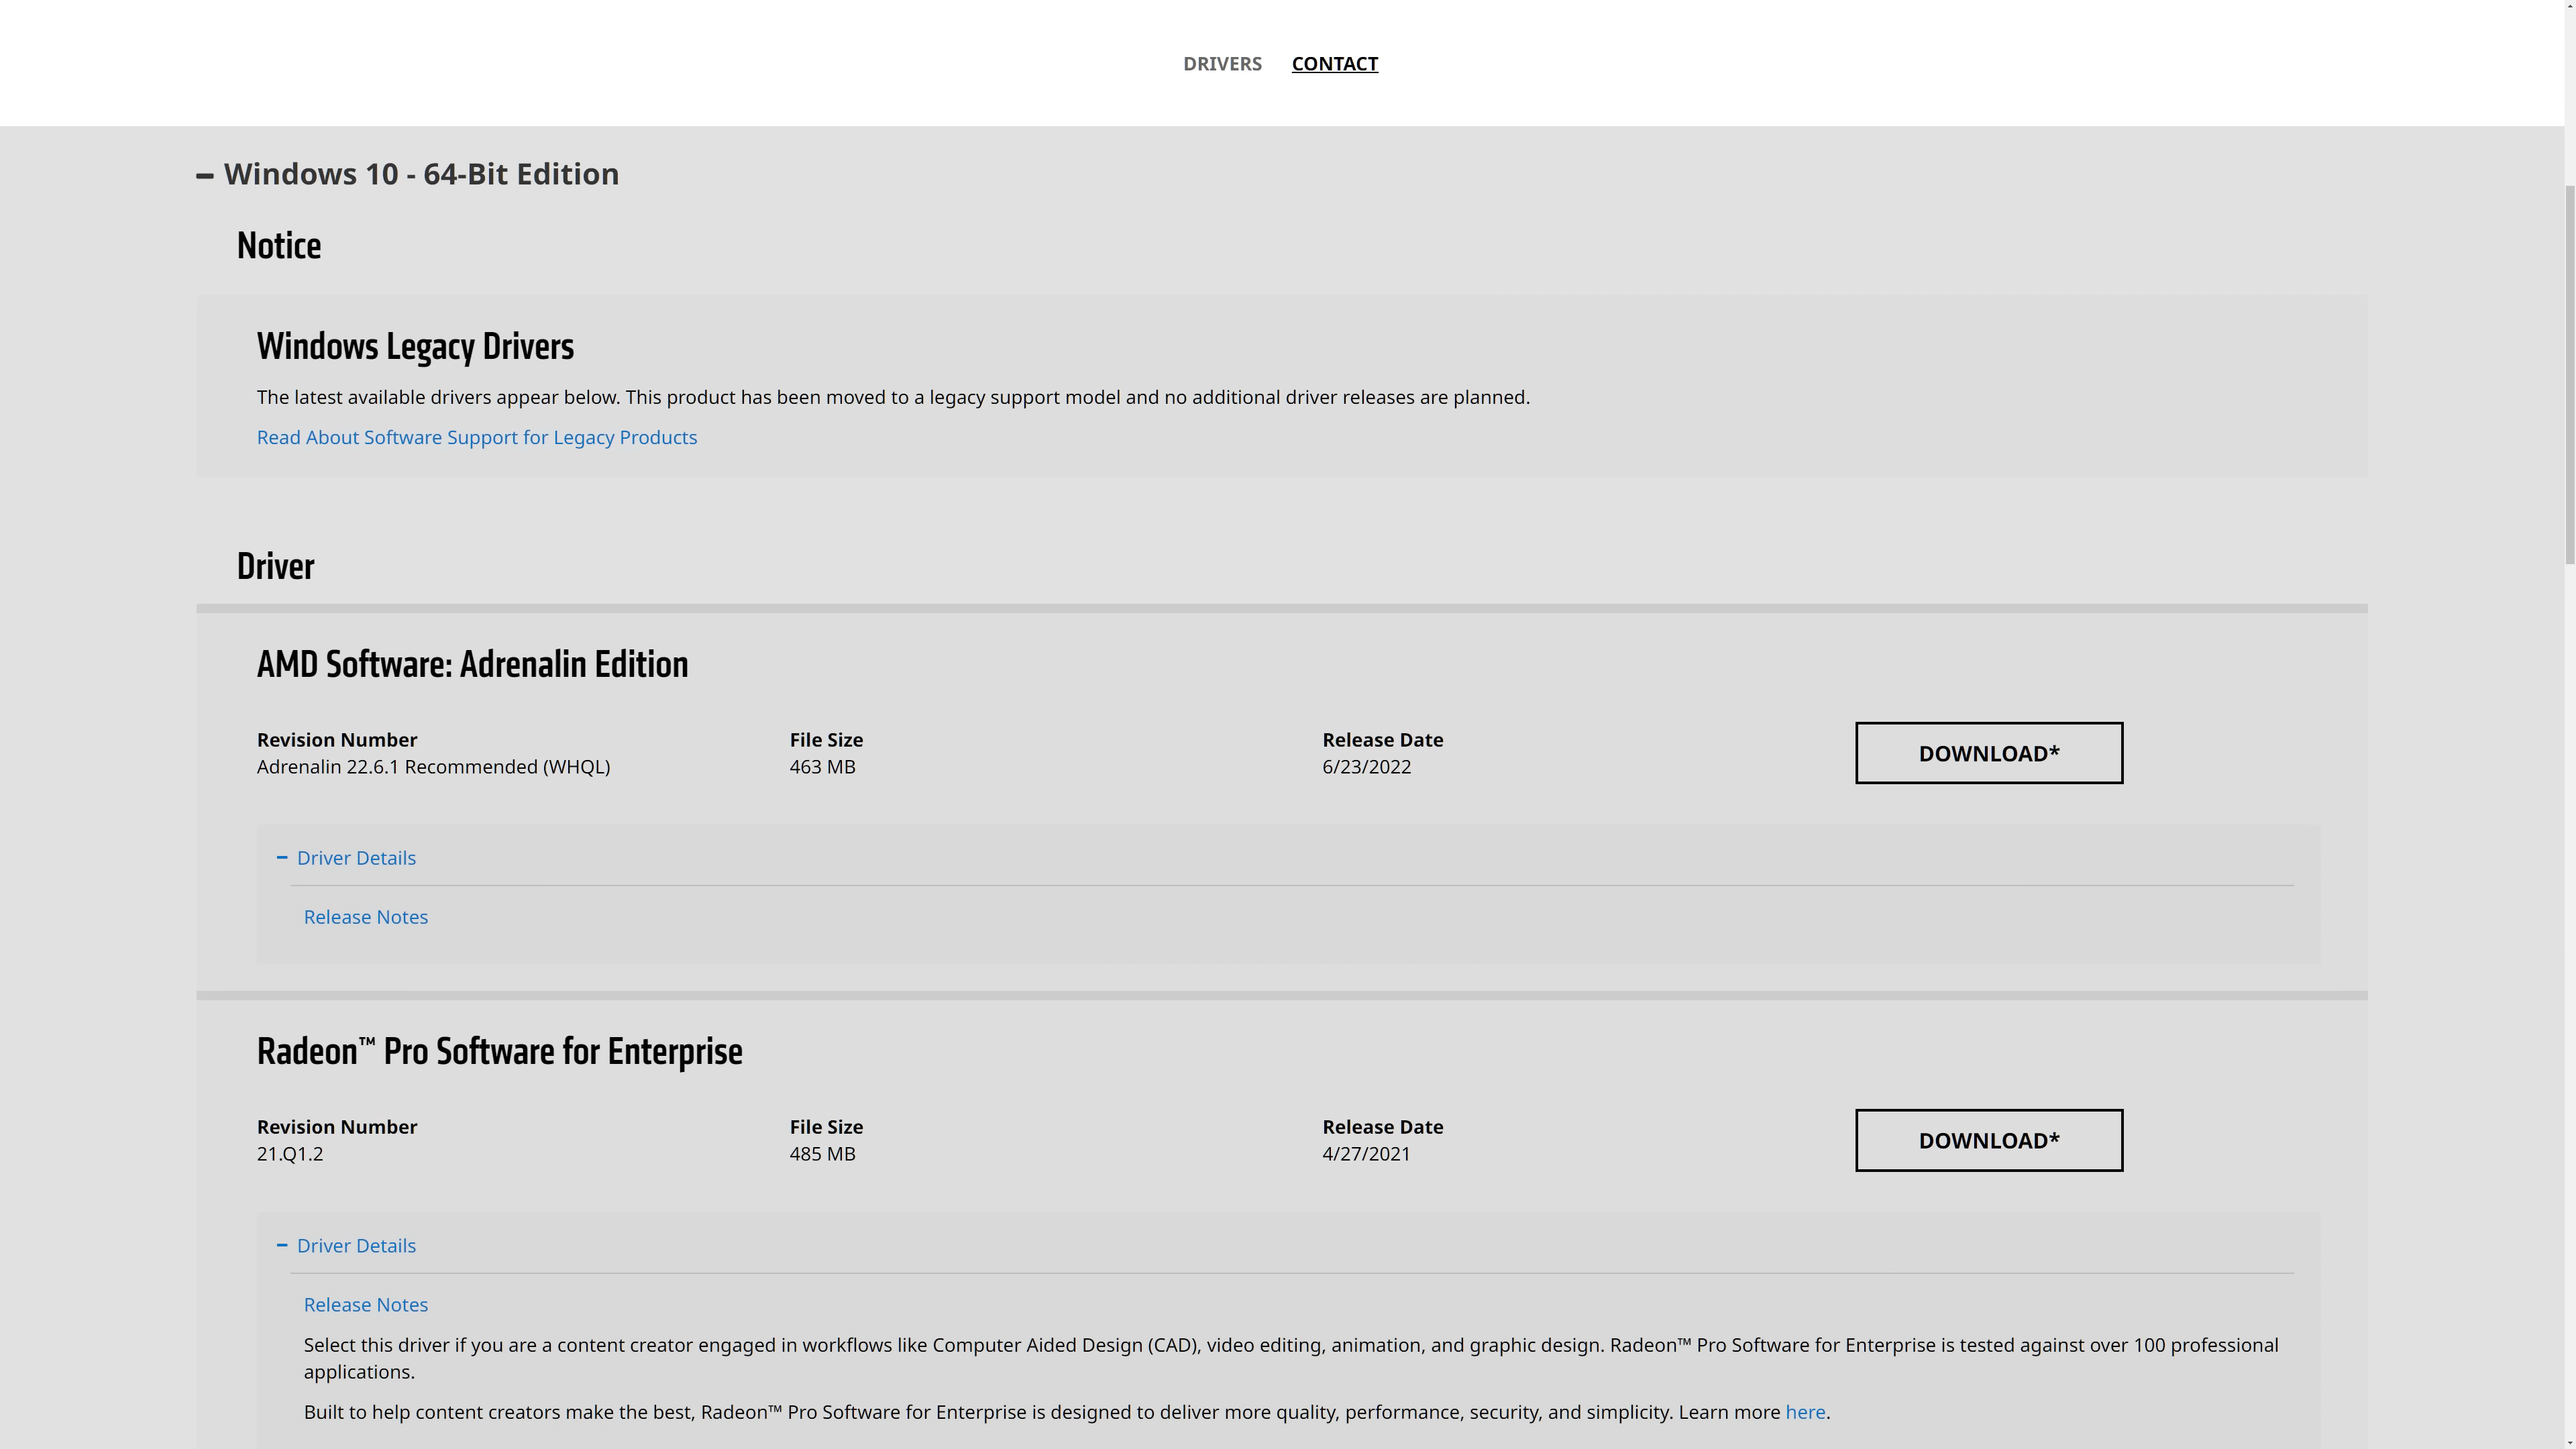 DRIVERS CONTACT
Windows 10 - 64-Bit Edition
Notice
Windows Legacy Drivers
The latest available drivers appear below. This product has been moved to a legacy support model and no additional driver releases are planned.
Read About Software Support for Legacy Products
Driver
AMD Software: Adrenalin Edition
Revision Number File Size Release Date DOWNLOAD*
Adrenalin 22.6.1 Recommended (WHQL) 463 MB 6/23/2022
Driver Details
Release Notes
Radeon™ Pro Software for Enterprise
Revision Number File Size Release Date DOWNLOAD*
21.Q1.2 485 MB 4/27/2021
Driver Details
Release Notes
Select this driver if you are a content creator engaged in workflows like Computer Aided Design (CAD), video editing, animation, and graphic design. Radeon™ Pro Software for Enterprise is tested against over 100 professional
applications.
Built to help content creators make the best, Radeon™ Pro Software for Enterprise is designed to deliver more quality, performance, security, and simplicity. Learn more here.